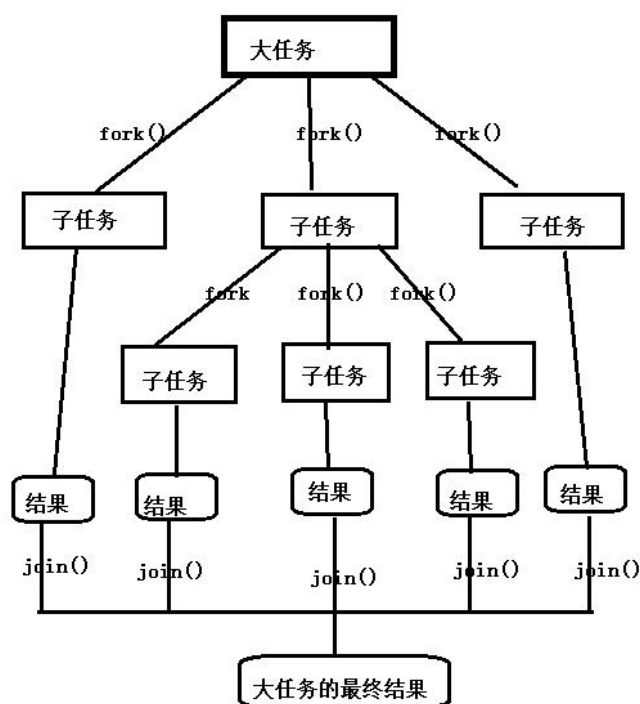 大任务
fork()
fork()
fork()
子任务
子任务
子任务
fork
fork()
fork()
子任务
子任务
子任务
结果
结果
结果
结果
结果
join()
join()
join()
join()
join()
大任务的最终结果